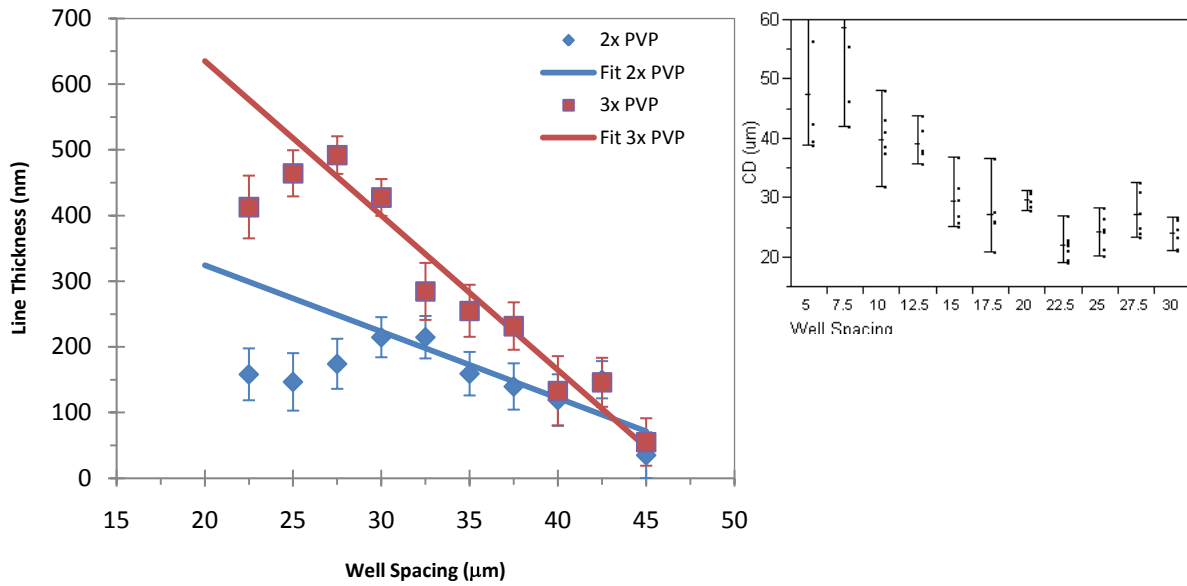 700
600
500
400
300
200
100
0
Line Thickness (nm)
2x PVP
Fit 2x PVP
3x PVP
Fit 3x PVP
15 20 25 30 35 40 45 50
Well Spacing (µm)
60
50
40
30
20
CD (um)
5 7.5 10 12.5 15 17.5 20 22.5 25 27.5 30
Well Spacing